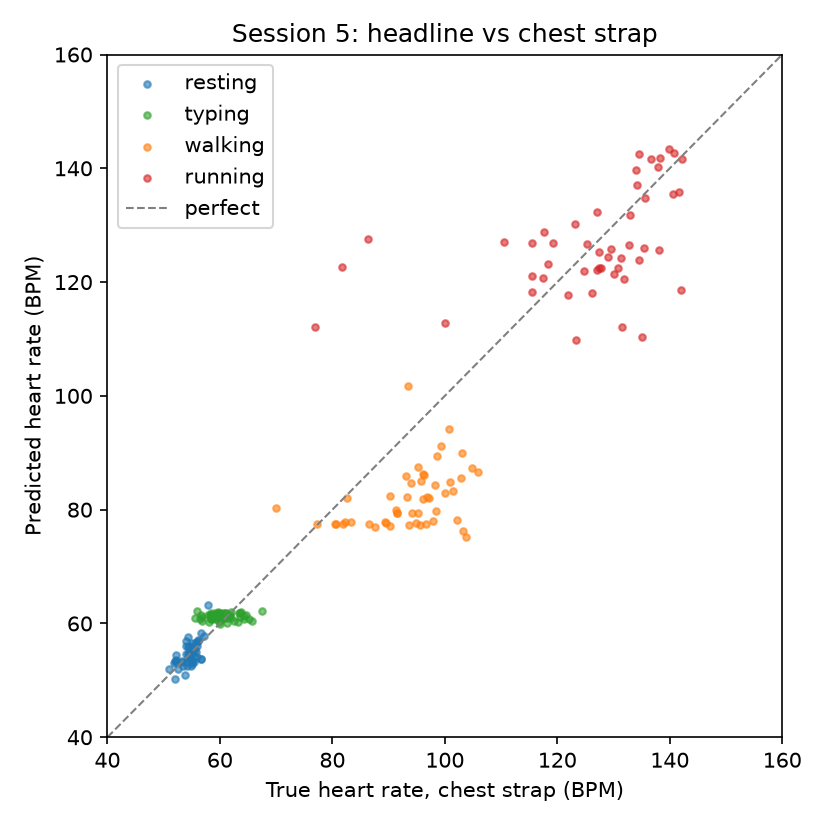 Session 5: headline vs chest strap
160
140
120
100
80
60
40
Predicted heart rate (BPM)
resting
typing
walking
running
perfect
40 60 80 100 120 140 160
True heart rate, chest strap (BPM)